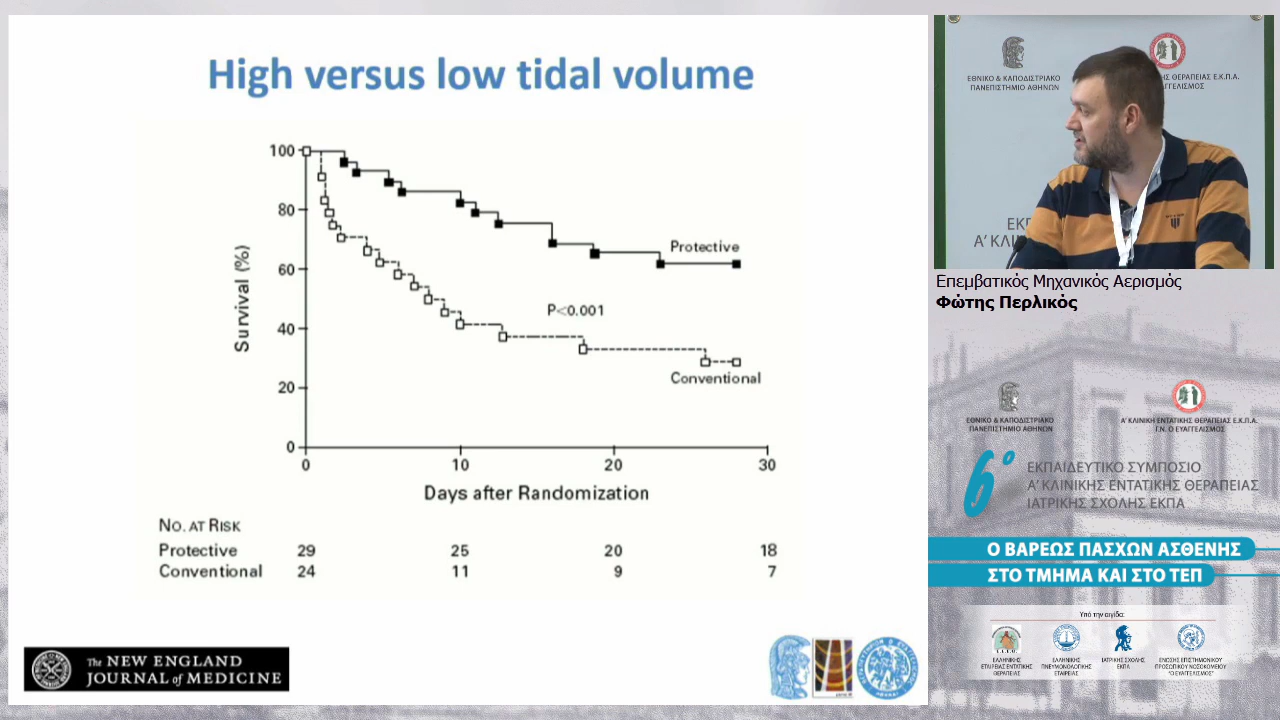 High versus low tidal volume
100
80
60
40
20
0
Survival (%)
Protective
P<0.001
Conventional
0 10 20 30
Days after Randomization
NO. AT RISK
Protective 29 25 20 18
Conventional 24 11 9 7
The NEW ENGLAND
JOURNAL of MEDICINE
ΕΘΝΙΚΟ & ΚΑΠΟΔΙΣΤΡΙΑΚΟ
ΠΑΝΕΠΙΣΤΗΜΙΟ ΑΘΗΝΩΝ
ΗΣ ΘΕΡΑΠΕΙΑΣ Ε.Κ.Π.Α.
ΑΓΓΕΛΙΣΜΟΣ
ΕΚ
Α’ ΚΛΙ
Επεμβατικός Μηχανικός Αερισμός
Φώτης Περλικός
ΕΘΝΙΚΟ & ΚΑΠΟΔΙΣΤΡΙΑΚΟ
ΠΑΝΕΠΙΣΤΗΜΙΟ ΑΘΗΝΩΝ
Α’ ΚΛΙΝΙΚΗ ΕΝΤΑΤΙΚΗΣ ΘΕΡΑΠΕΙΑΣ Ε.Κ.Π.Α.
Γ.Ν. Ο ΕΥΑΓΓΕΛΙΣΜΟΣ
6ο
ΕΚΠΑΙΔΕΥΤΙΚΟ ΣΥΜΠΟΣΙΟ
Α’ ΚΛΙΝΙΚΗΣ ΕΝΤΑΤΙΚΗΣ ΘΕΡΑΠΕΙΑΣ
ΙΑΤΡΙΚΗΣ ΣΧΟΛΗΣ ΕΚΠΑ
Ο ΒΑΡΕΩΣ ΠΑΣΧΩΝ ΑΣΘΕΝΗΣ
ΣΤΟ ΤΜΗΜΑ ΚΑΙ ΣΤΟ ΤΕΠ
Υπό την αιγίδα:
ΕΛΛΗΝΙΚΗΣ
ΕΤΑΙΡΕΙΑΣ ΕΝΤΑΤΙΚΗΣ
ΘΕΡΑΠΕΙΑΣ
ΕΛΛΗΝΙΚΗΣ
ΠΝΕΥΜΟΝΟΛΟΓΙΚΗΣ
ΕΤΑΙΡΕΙΑΣ
ΙΑΤΡΙΚΗΣ ΣΧΟΛΗΣ
ΕΚΠΑ
ΕΝΩΣΗΣ ΕΠΙΣΤΗΜΟΝΙΚΟΥ
ΠΡΟΣΩΠΙΚΟΥ ΝΟΣΟΚΟΜΕΙΟΥ
"Ο ΕΥΑΓΓΕΛΙΣΜΟΣ"